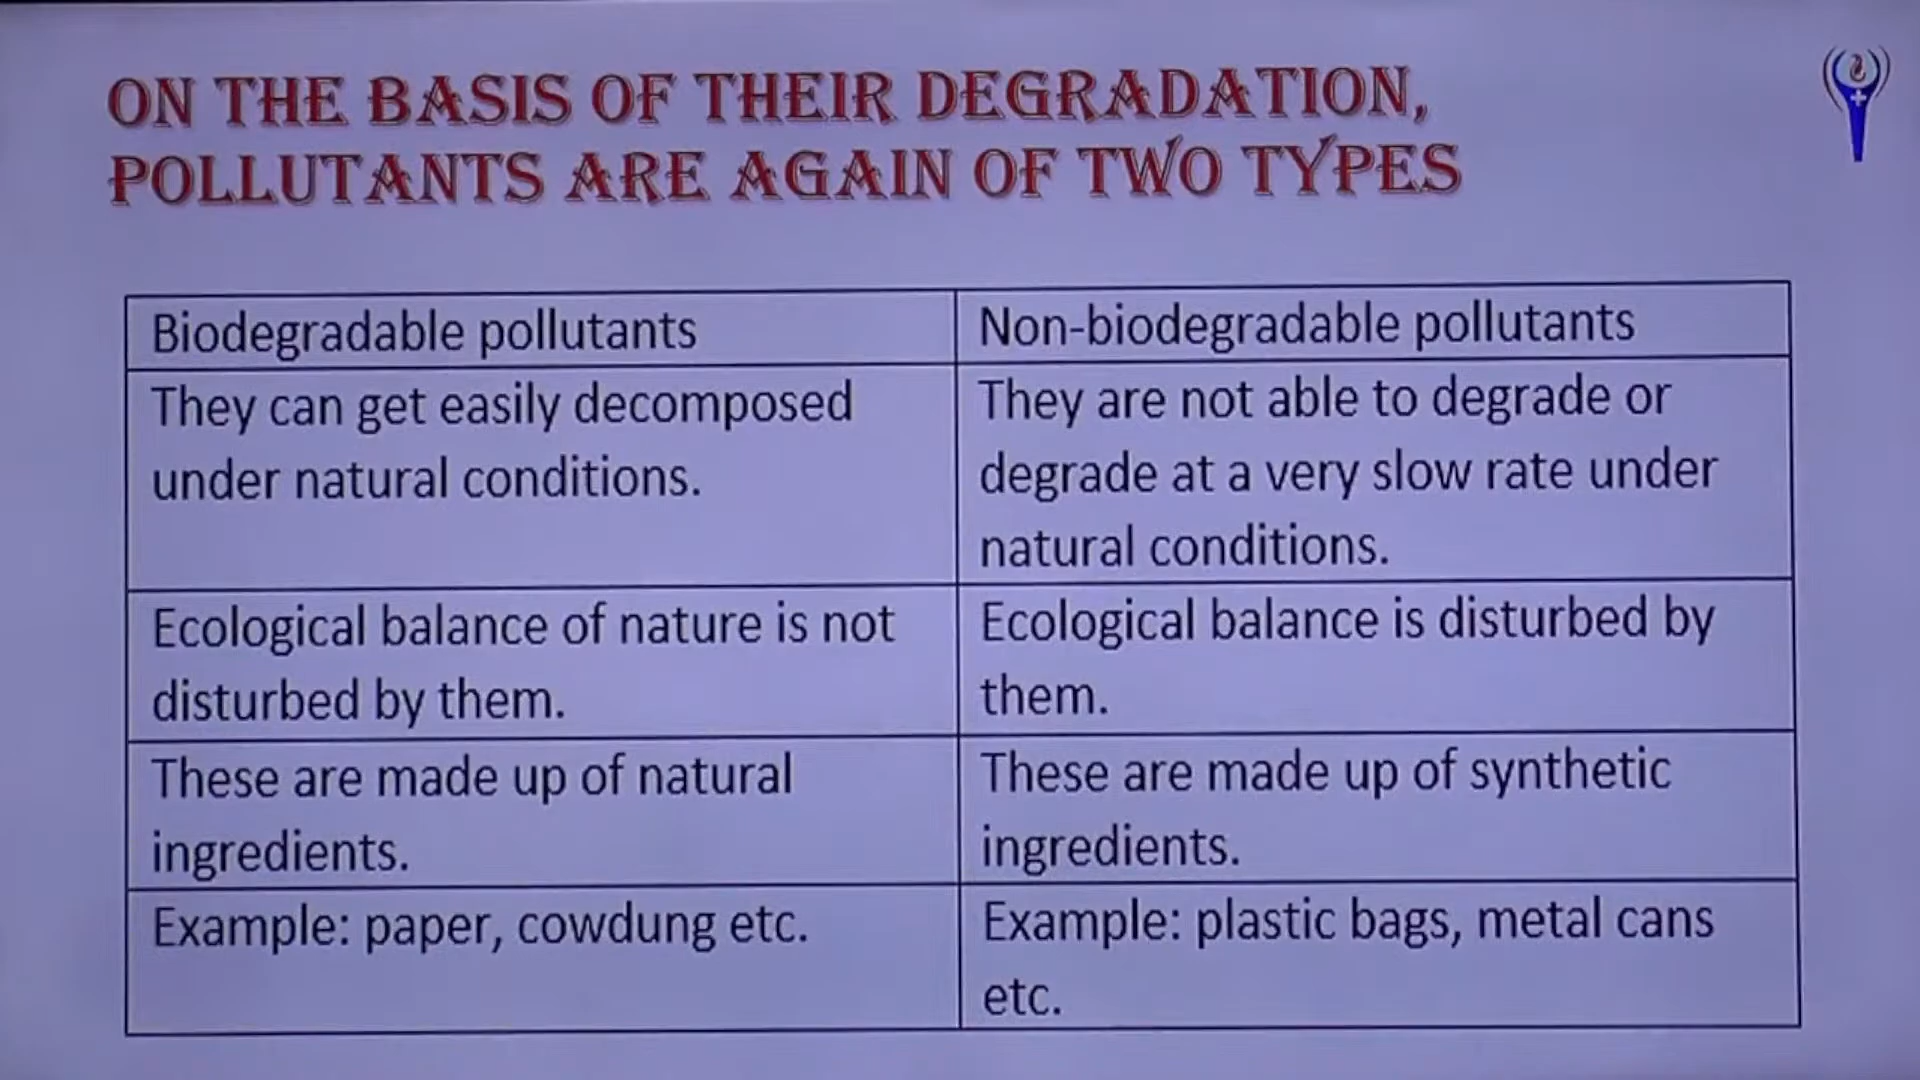 ON THE BASIS OF THEIR DEGRADATION,
POLLUTANTS ARE AGAIN OF TWO TYPES
Biodegradable pollutants
Non-biodegradable pollutants
They can get easily decomposed
under natural conditions.
They are not able to degrade or
degrade at a very slow rate under
natural conditions.
Ecological balance of nature is not
disturbed by them.
Ecological balance is disturbed by
them.
These are made up of natural
ingredients.
These are made up of synthetic
ingredients.
Example: paper, cowdung etc.
Example: plastic bags, metal cans
etc.